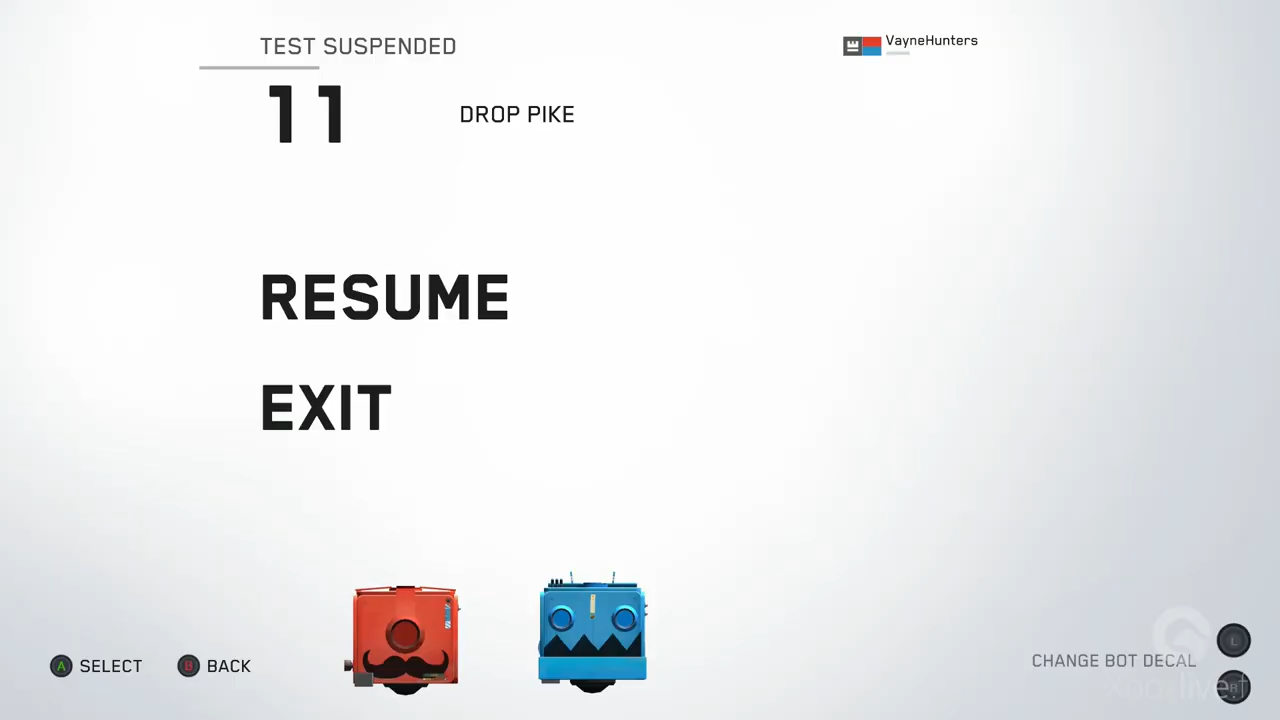 TEST SUSPENDED
VayneHunters
11
DROP PIKE
RESUME
EXIT
A SELECT
B BACK
CHANGE BOT DECAL
L
R